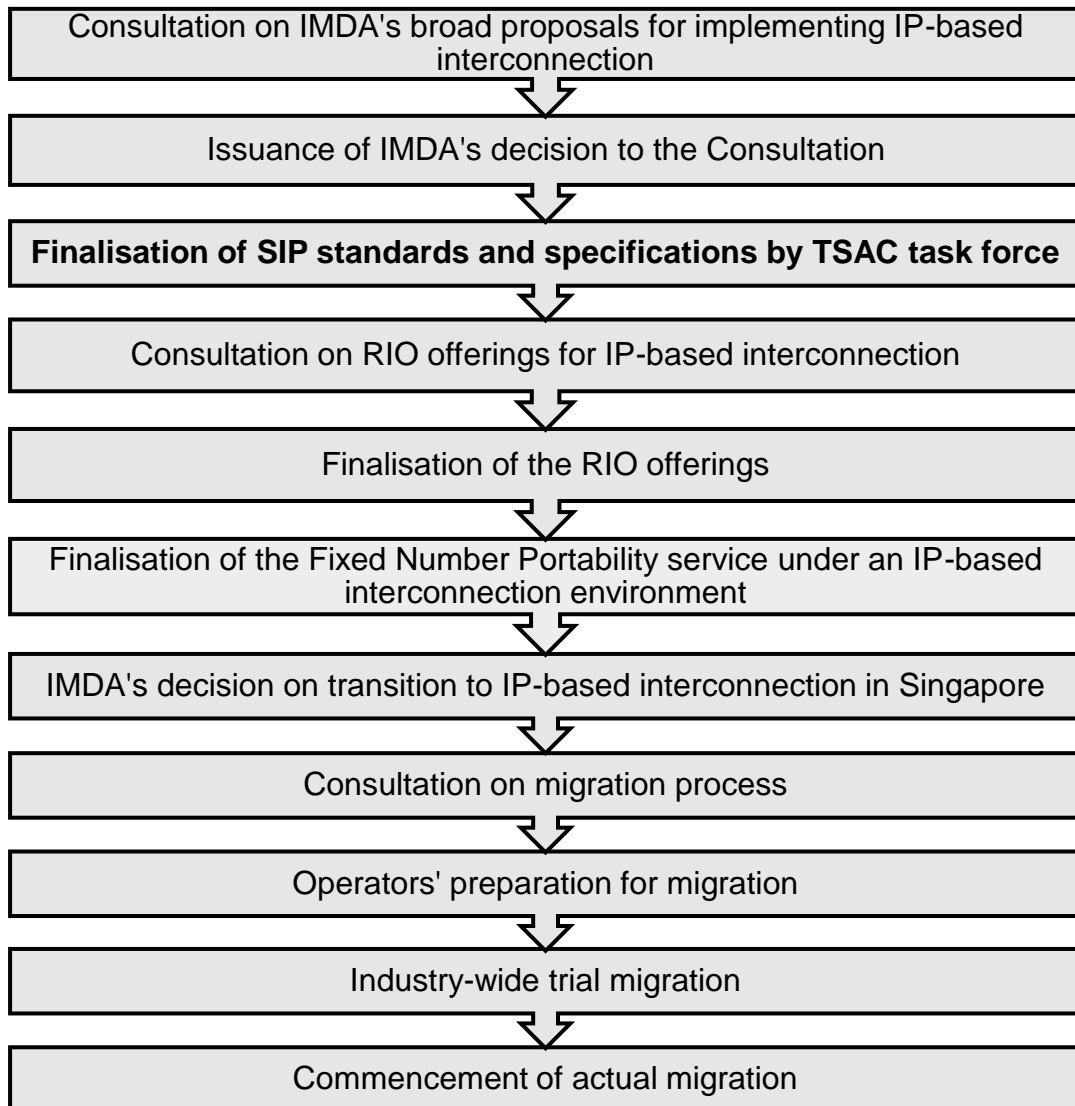 Consultation on IMDA's broad proposals for implementing IP-based
interconnection
Issuance of IMDA's decision to the Consultation
Finalisation of SIP standards and specifications by TSAC task force
Consultation on RIO offerings for IP-based interconnection
Finalisation of the RIO offerings
Finalisation of the Fixed Number Portability service under an IP-based
interconnection environment
IMDA's decision on transition to IP-based interconnection in Singapore
Consultation on migration process
Operators' preparation for migration
Industry-wide trial migration
Commencement of actual migration